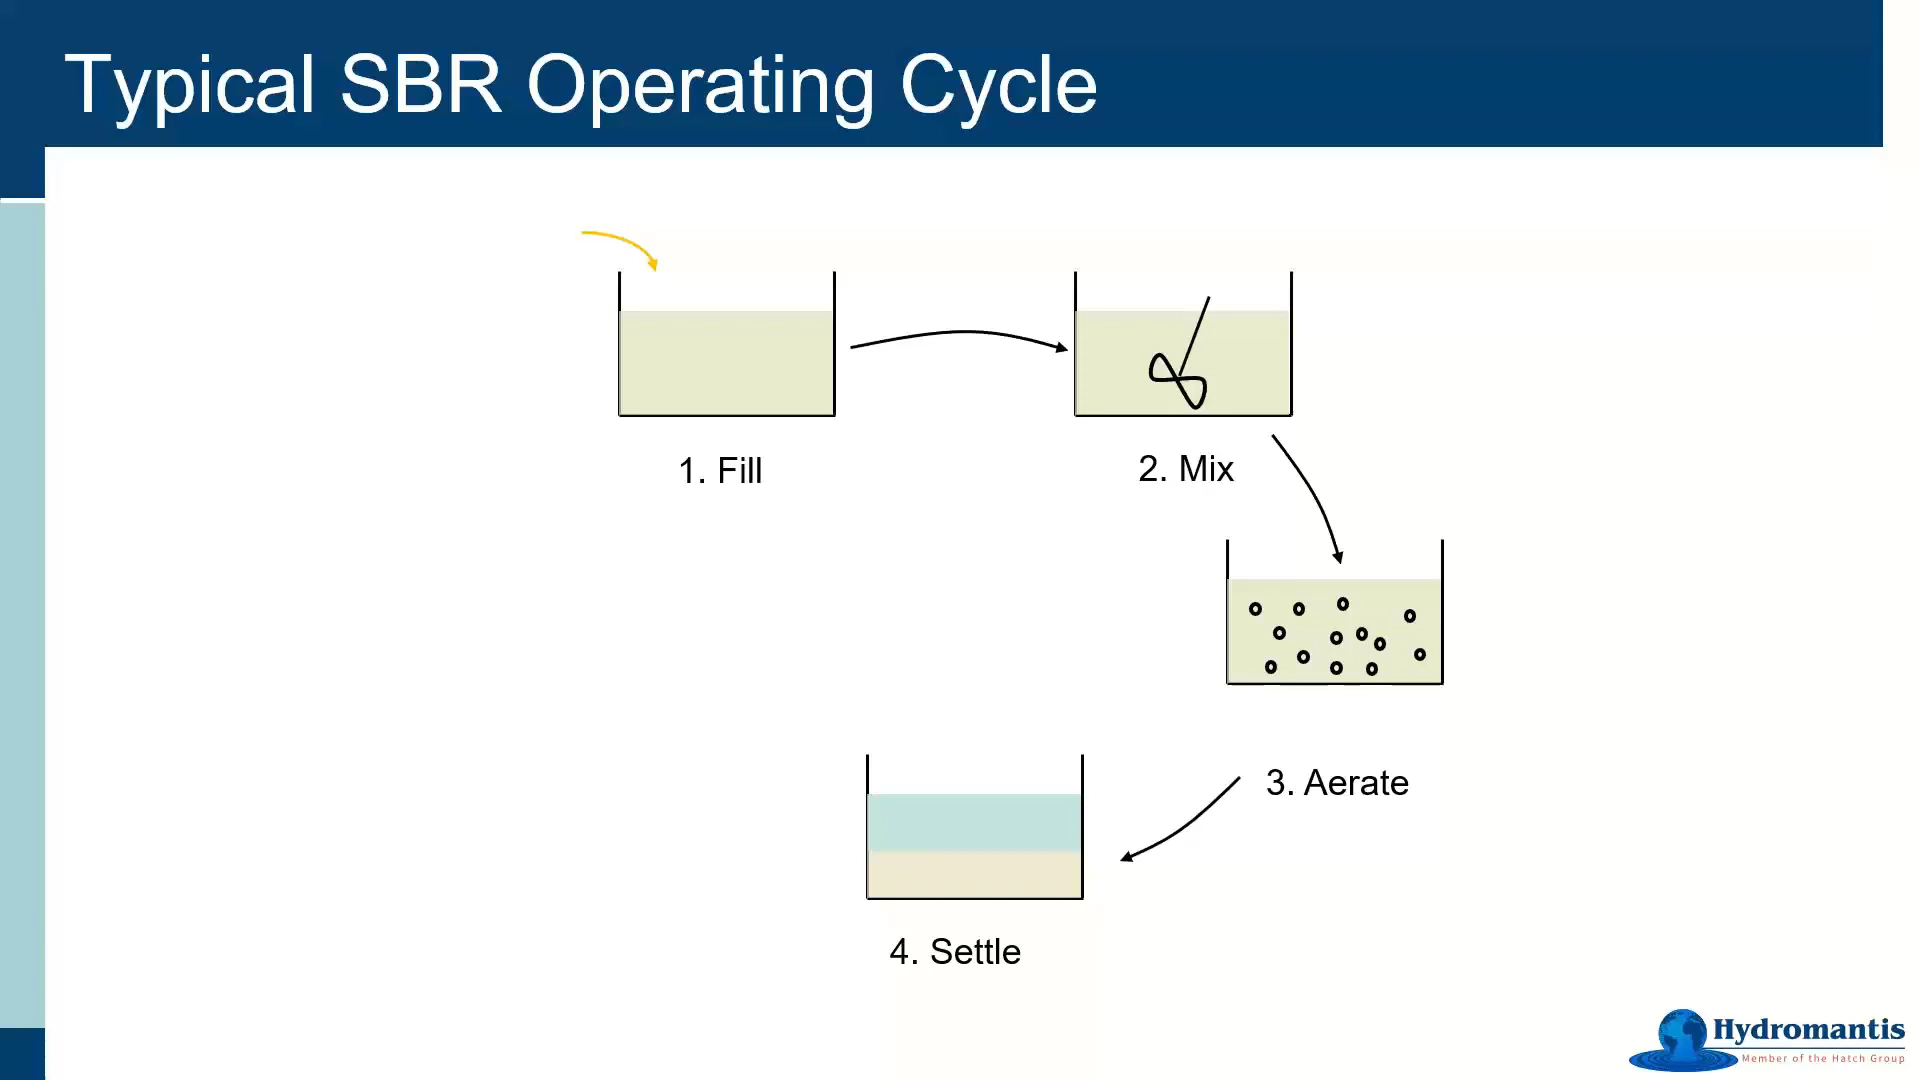 Typical SBR Operating Cycle
1. Fill
2. Mix
3. Aerate
4. Settle
Hydromantis
Member of the Hatch Group